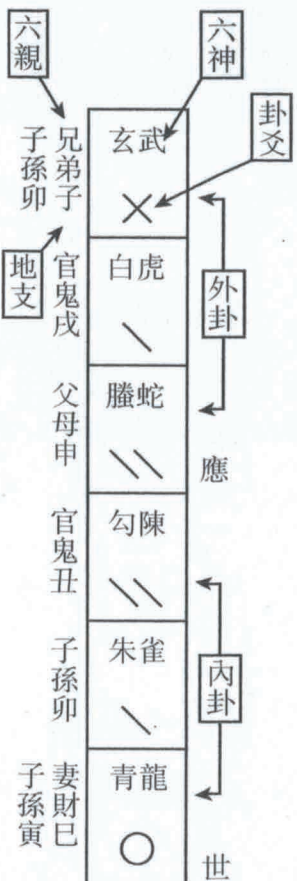 六親
六神
卦爻
地支
外卦
內卦
玄武
兄弟子
子孫卯
白虎
官鬼戌
螣蛇
父母申
應
勾陳
官鬼丑
朱雀
子孫卯
青龍
妻財巳
子孫寅
世